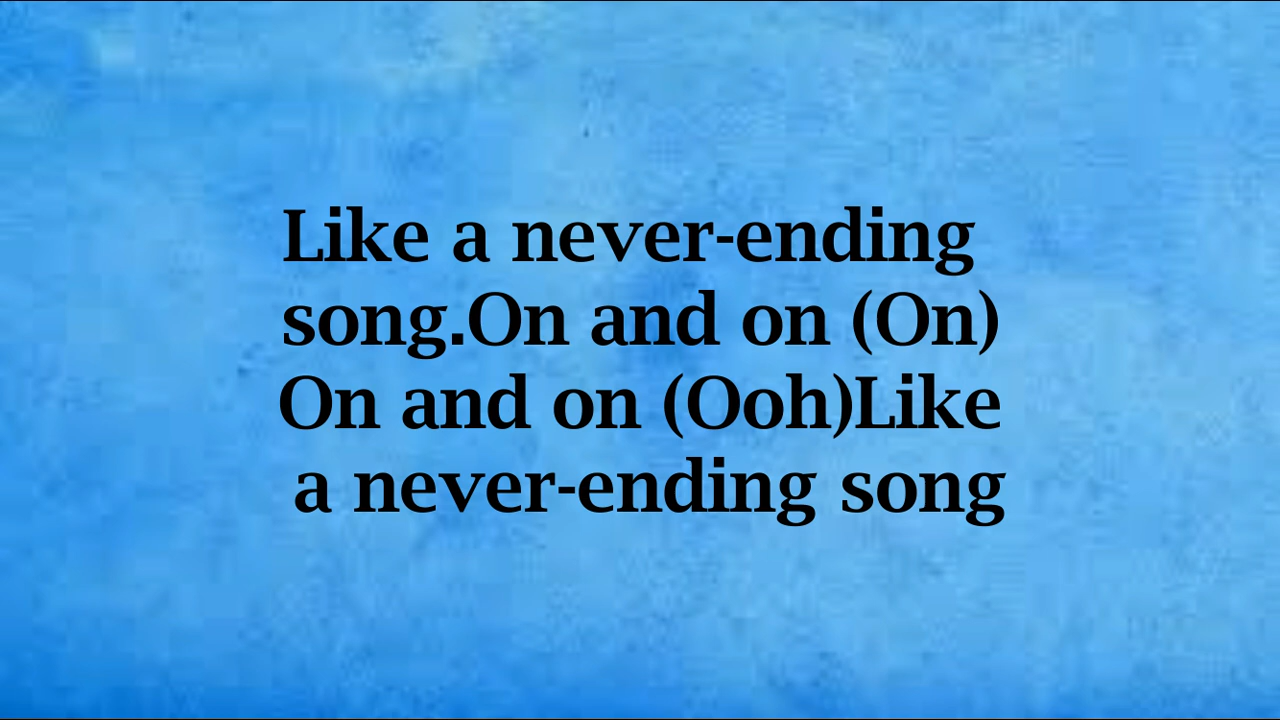 Like a never-ending
song.On and on (On)
On and on (Ooh)Like
a never-ending song